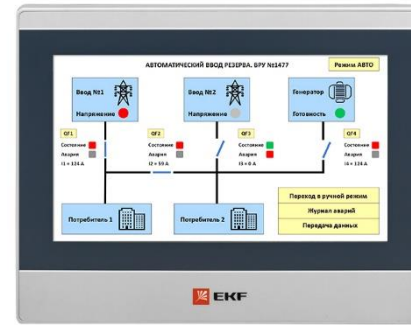 АВТОМАТИЧЕСКИЙ ВВОД РЕЗЕРВА. ВРУ №1477
Режим АВТО
Ввод №1
Напряжение
Ввод №2
Напряжение
Генератор
Готовность
QF1
Состояние
Авария
I1 = 124 А
QF2
Состояние
Авария
I2 = 59 А
QF3
Состояние
Авария
I3 = 0 А
QF4
Состояние
Авария
I4 = 124 А
Потребитель 1
Потребитель 2
Переход в ручной режим
Журнал аварий
Передача данных
EKF